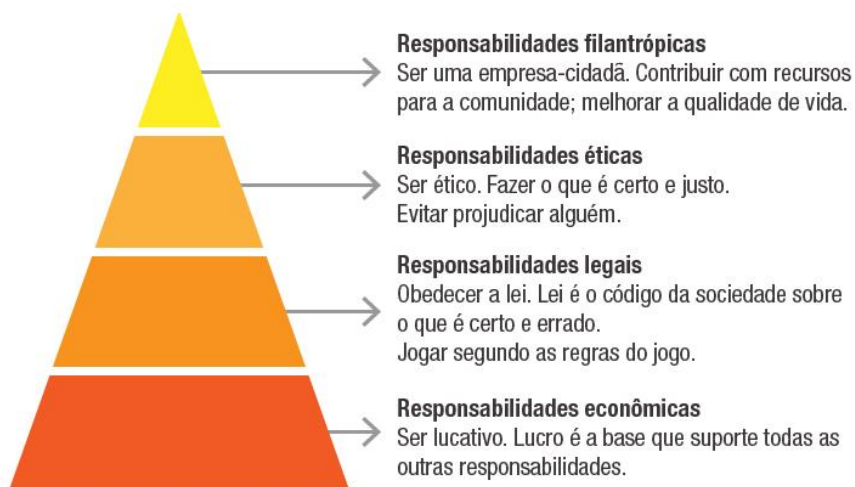 Responsabilidades filantrópicas
Ser uma empresa-cidadã. Contribuir com recursos
para a comunidade; melhorar a qualidade de vida.
Responsabilidades éticas
Ser ético. Fazer o que é certo e justo.
Evitar projudicar alguém.
Responsabilidades legais
Obedecer a lei. Lei é o código da sociedade sobre
o que é certo e errado.
Jogar segundo as regras do jogo.
Responsabilidades econômicas
Ser lucativo. Lucro é a base que suporte todas as
outras responsabilidades.